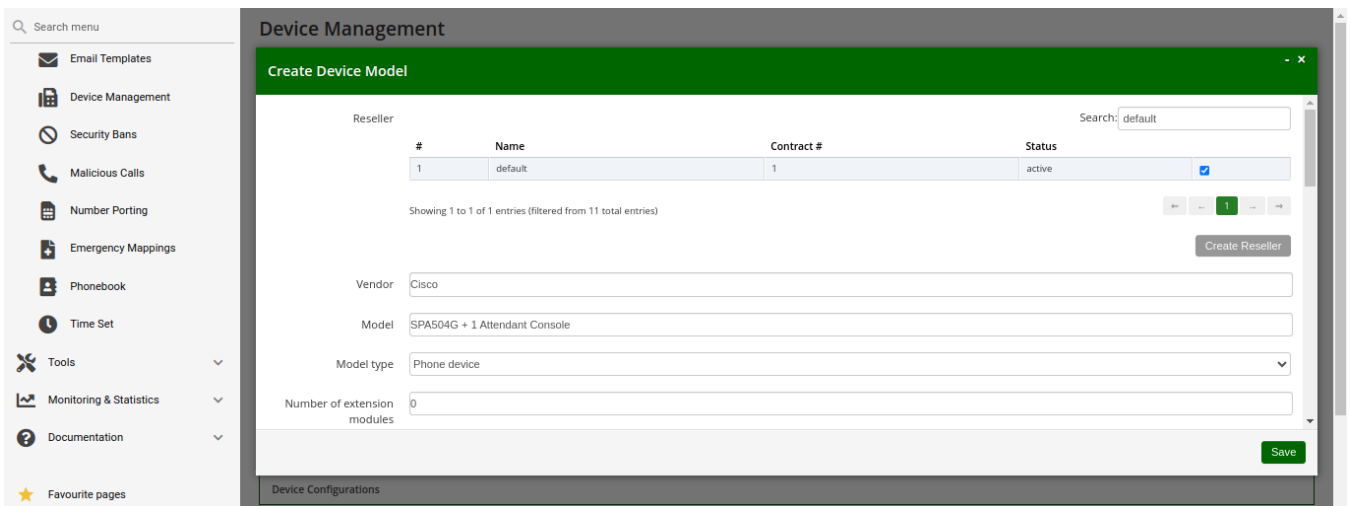 Search menu
Email Templates
Device Management
Security Bans
Malicious Calls
Number Porting
Emergency Mappings
Phonebook
Time Set
Tools
Monitoring & Statistics
Documentation
Favourite pages
Device Management
Create Device Model - ×
Reseller Search: default
# Name Contract # Status
1 default 1 active
Showing 1 to 1 of 1 entries (filtered from 11 total entries) ← .. 1 .. →
Create Reseller
Vendor Cisco
Model SPA504G + 1 Attendant Console
Model type Phone device
Number of extension 0
modules
Save
Device Configurations